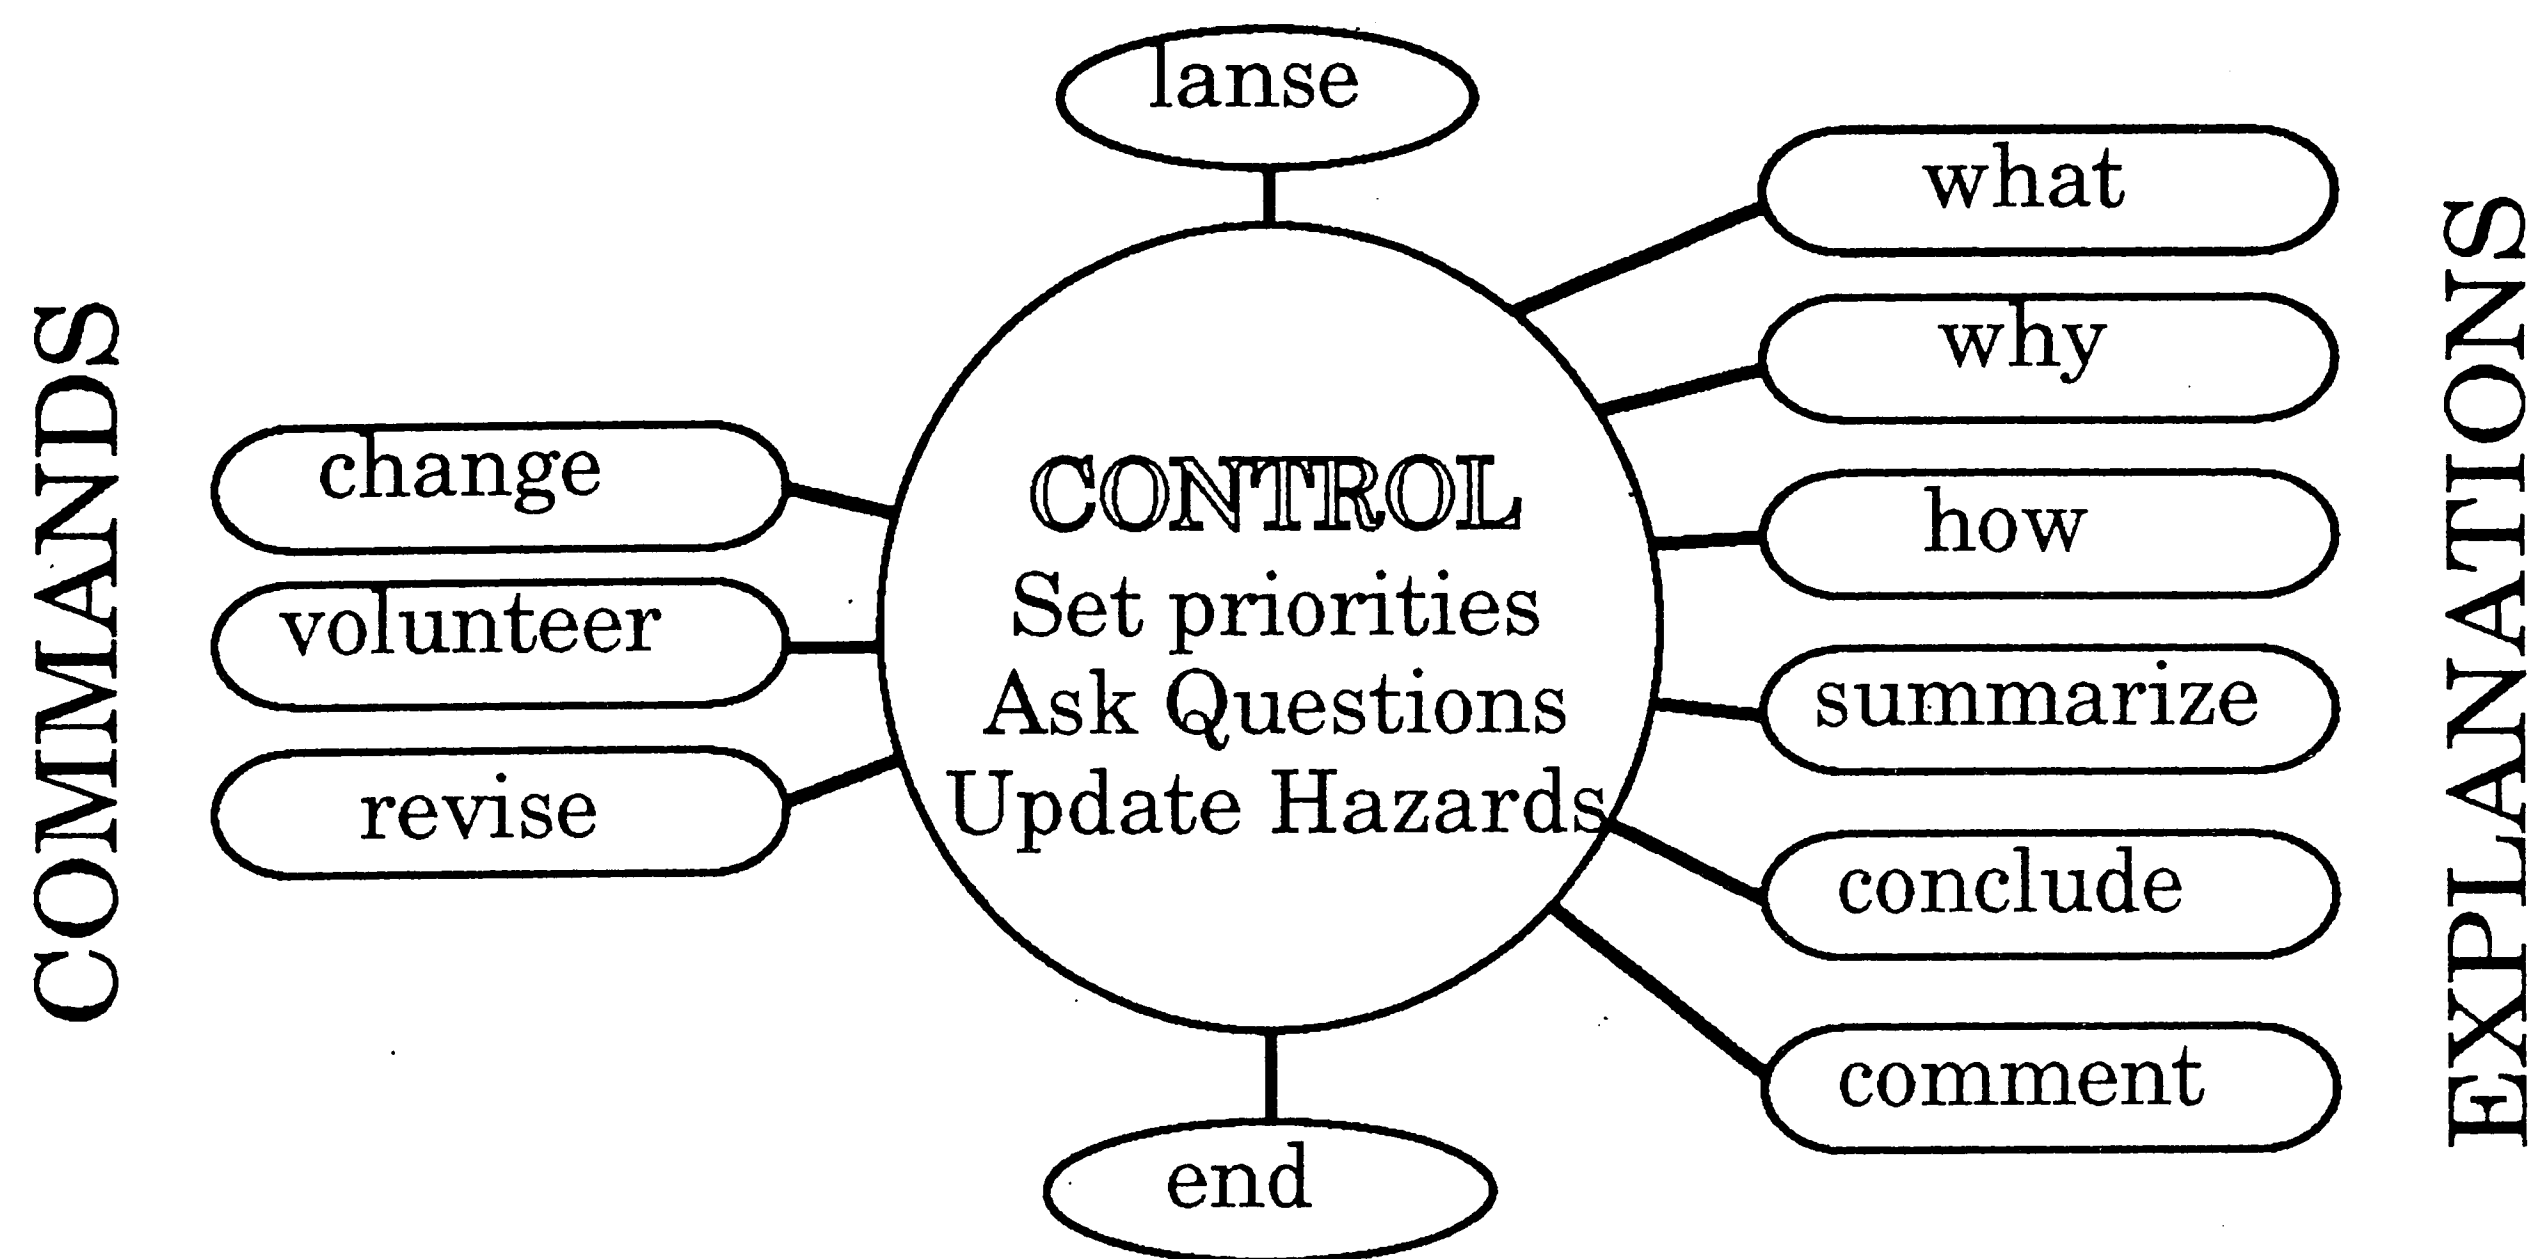 lanse
COMMANDS
change
volunteer
revise
CONTROL
Set priorities
Ask Questions
Update Hazards
end
what
why
how
summarize
conclude
comment
EXPLANATIONS